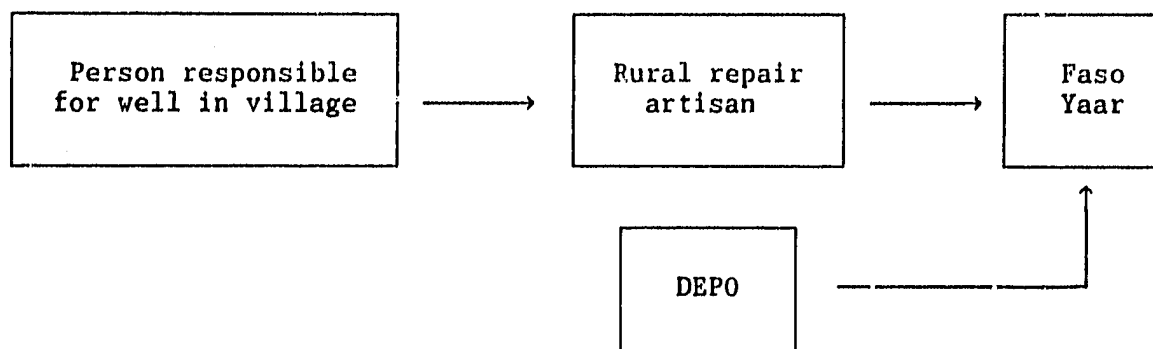 Person responsible
for well in village
Rural repair
artisan
Faso
Yaar
DEPO